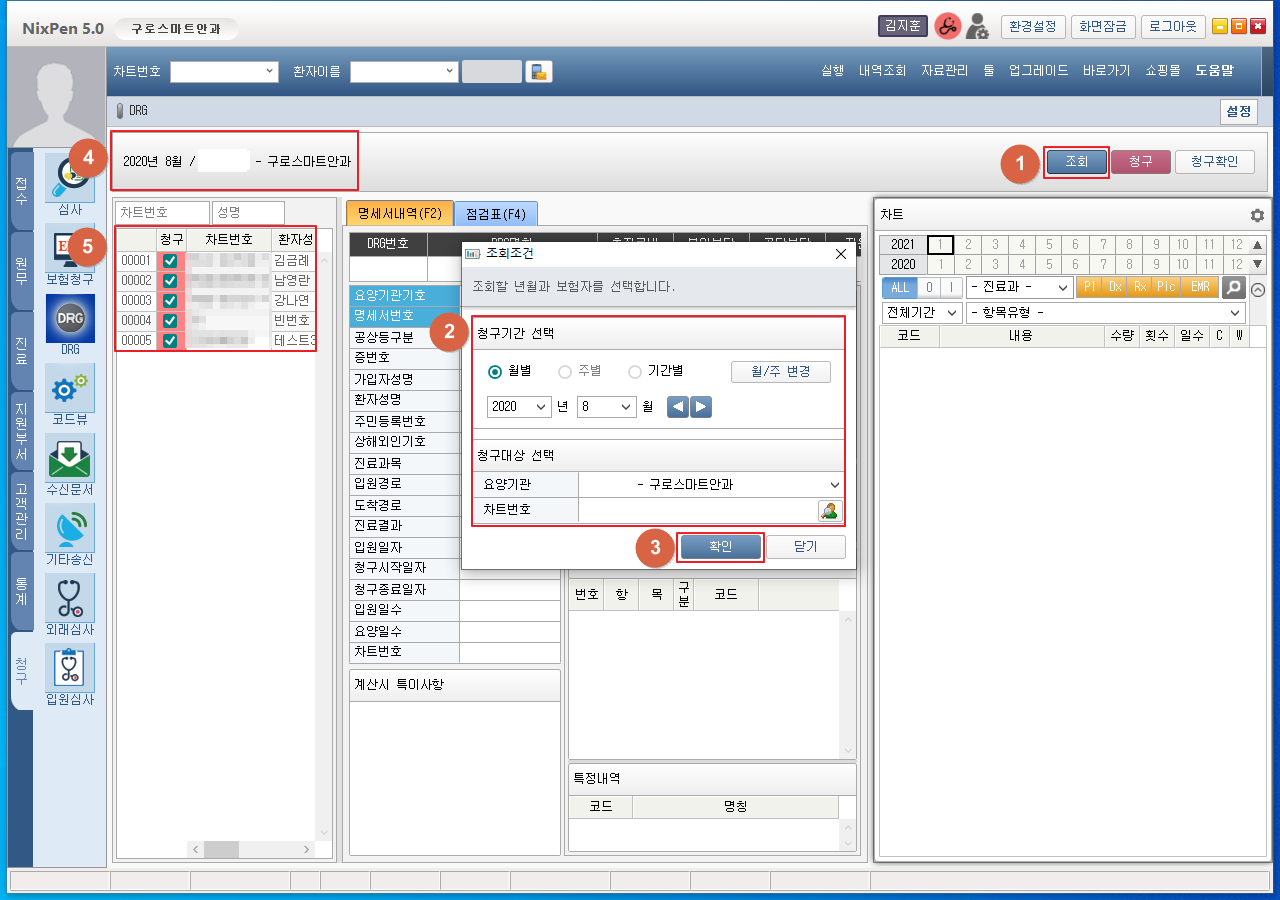 NixPen 5.0 구로스마트안과 김지훈 환경설정 화면잠금 로그아웃
차트번호 환자이름 실행 내역조회 자료관리 툴 업그레이드 바로가기 쇼핑몰 도움말
DRG 설정
4 2020년 8월 / - 구로스마트안과 1 조회 청구 청구확인
접수
원무
진료
지원부서
고객관리
통계
청구
심사
5
보험청구
DRG
DRG
코드뷰
수신문서
기타송신
외래심사
입원심사
차트번호 성명
청구 차트번호 환자성
00001 김금례
00002 남영란
00003 강나연
00004 빈번호
00005 테스트3
명세서내역(F2) 점검표(F4)
DRG번호
요양기관기호
명세서번호
공상등구분
증번호
가입자성명
환자성명
주민등록번호
상해외인기호
진료과목
입원경로
도착경로
진료결과
입원일자
청구시작일자
청구종료일자
입원일수
요양일수
차트번호
계산시 특이사항
조회조건
조회할 년월과 보험자를 선택합니다.
2
청구기간 선택
월별 주별 기간별 월/주 변경
2020 년 8 월
청구대상 선택
요양기관 - 구로스마트안과
차트번호
3 확인 닫기
번호 항 목 구분 코드
특정내역
코드 명칭
차트
2021 1 2 3 4 5 6 7 8 9 10 11 12
2020 1 2 3 4 5 6 7 8 9 10 11 12
ALL O I - 진료과 - PI Dx Rx Pic EMR
전체기간 - 항목유형 -
코드 내용 수량 횟수 일수 C W